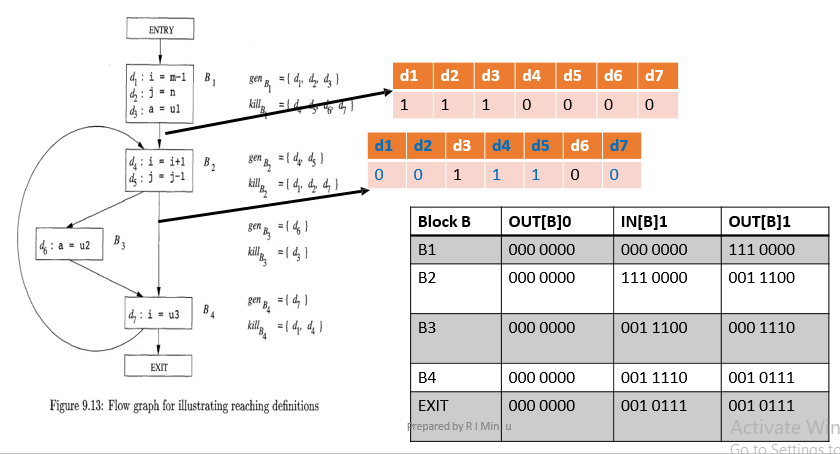 ENTRY
d1 : i = m-1
d2 : j = n
d3 : a = u1
B1
gen B1 = { d1, d2, d3 }
kill B1 = { d4, d5, d6, d7 }
d1 d2 d3 d4 d5 d6 d7
1 1 1 0 0 0 0
d4 : i = i+1
d5 : j = j-1
B2
gen B2 = { d4, d5 }
kill B2 = { d1, d2, d7 }
d1 d2 d3 d4 d5 d6 d7
0 0 1 1 1 0 0
d6 : a = u2
B3
gen B3 = { d6 }
kill B3 = { d3 }
d7 : i = u3
B4
gen B4 = { d7 }
kill B4 = { d1, d4 }
EXIT
Figure 9.13: Flow graph for illustrating reaching definitions
Block B OUT[B]0 IN[B]1 OUT[B]1
B1 000 0000 000 0000 111 0000
B2 000 0000 111 0000 001 1100
B3 000 0000 001 1100 000 1110
B4 000 0000 001 1110 001 0111
EXIT 000 0000 001 0111 001 0111
Prepared by R I Min u
Activate Win
Go to Settings to